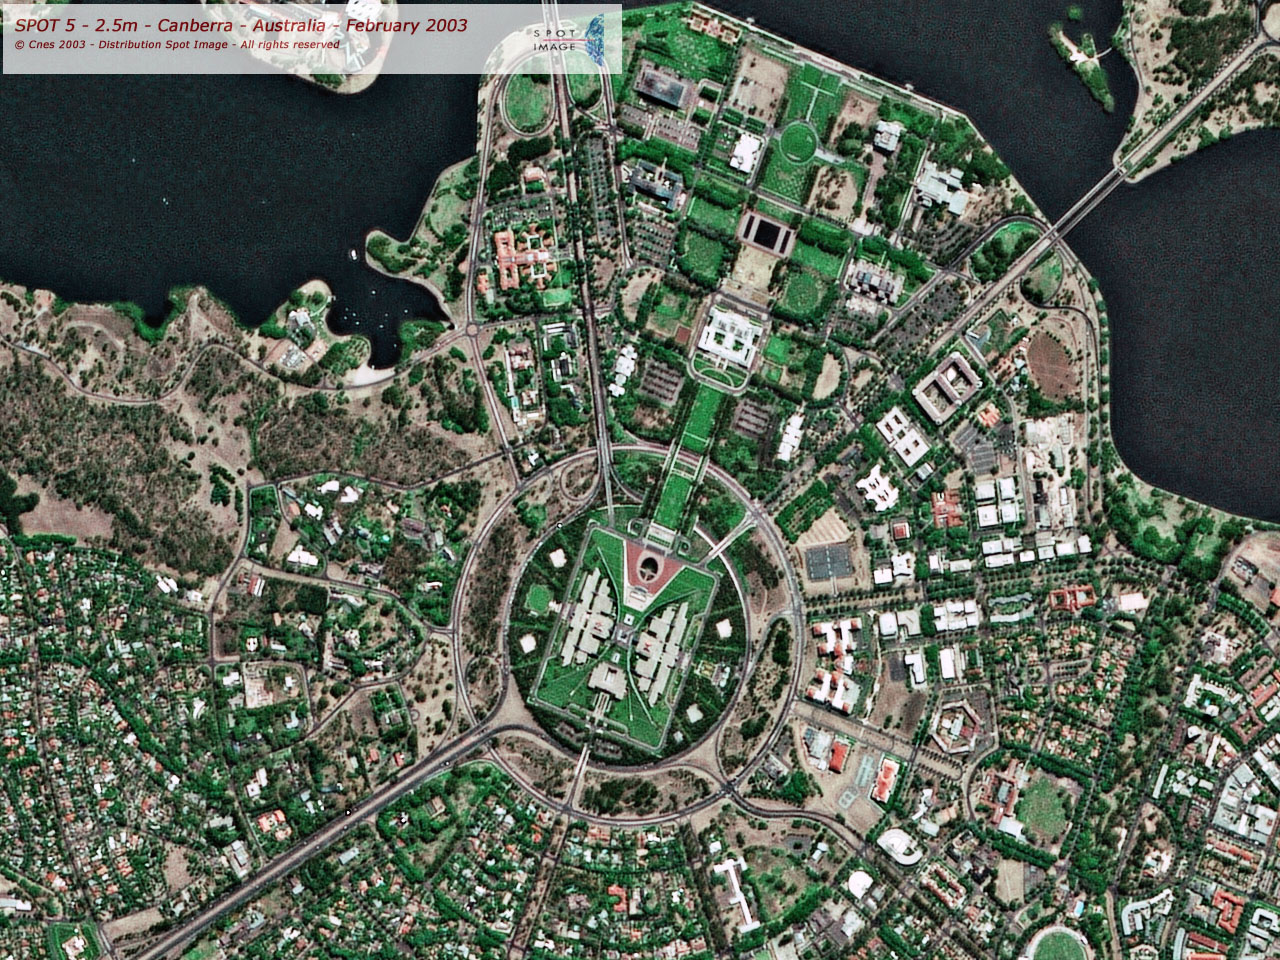 SPOT 5 - 2.5m - Canberra - Australia - February 2003
© Cnes 2003 - Distribution Spot Image - All rights reserved
SPOT
IMAGE